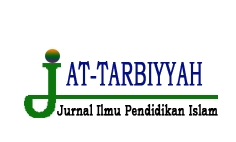 AT-TARBIYYAH
Jurnal Ilmu Pendidikan Islam